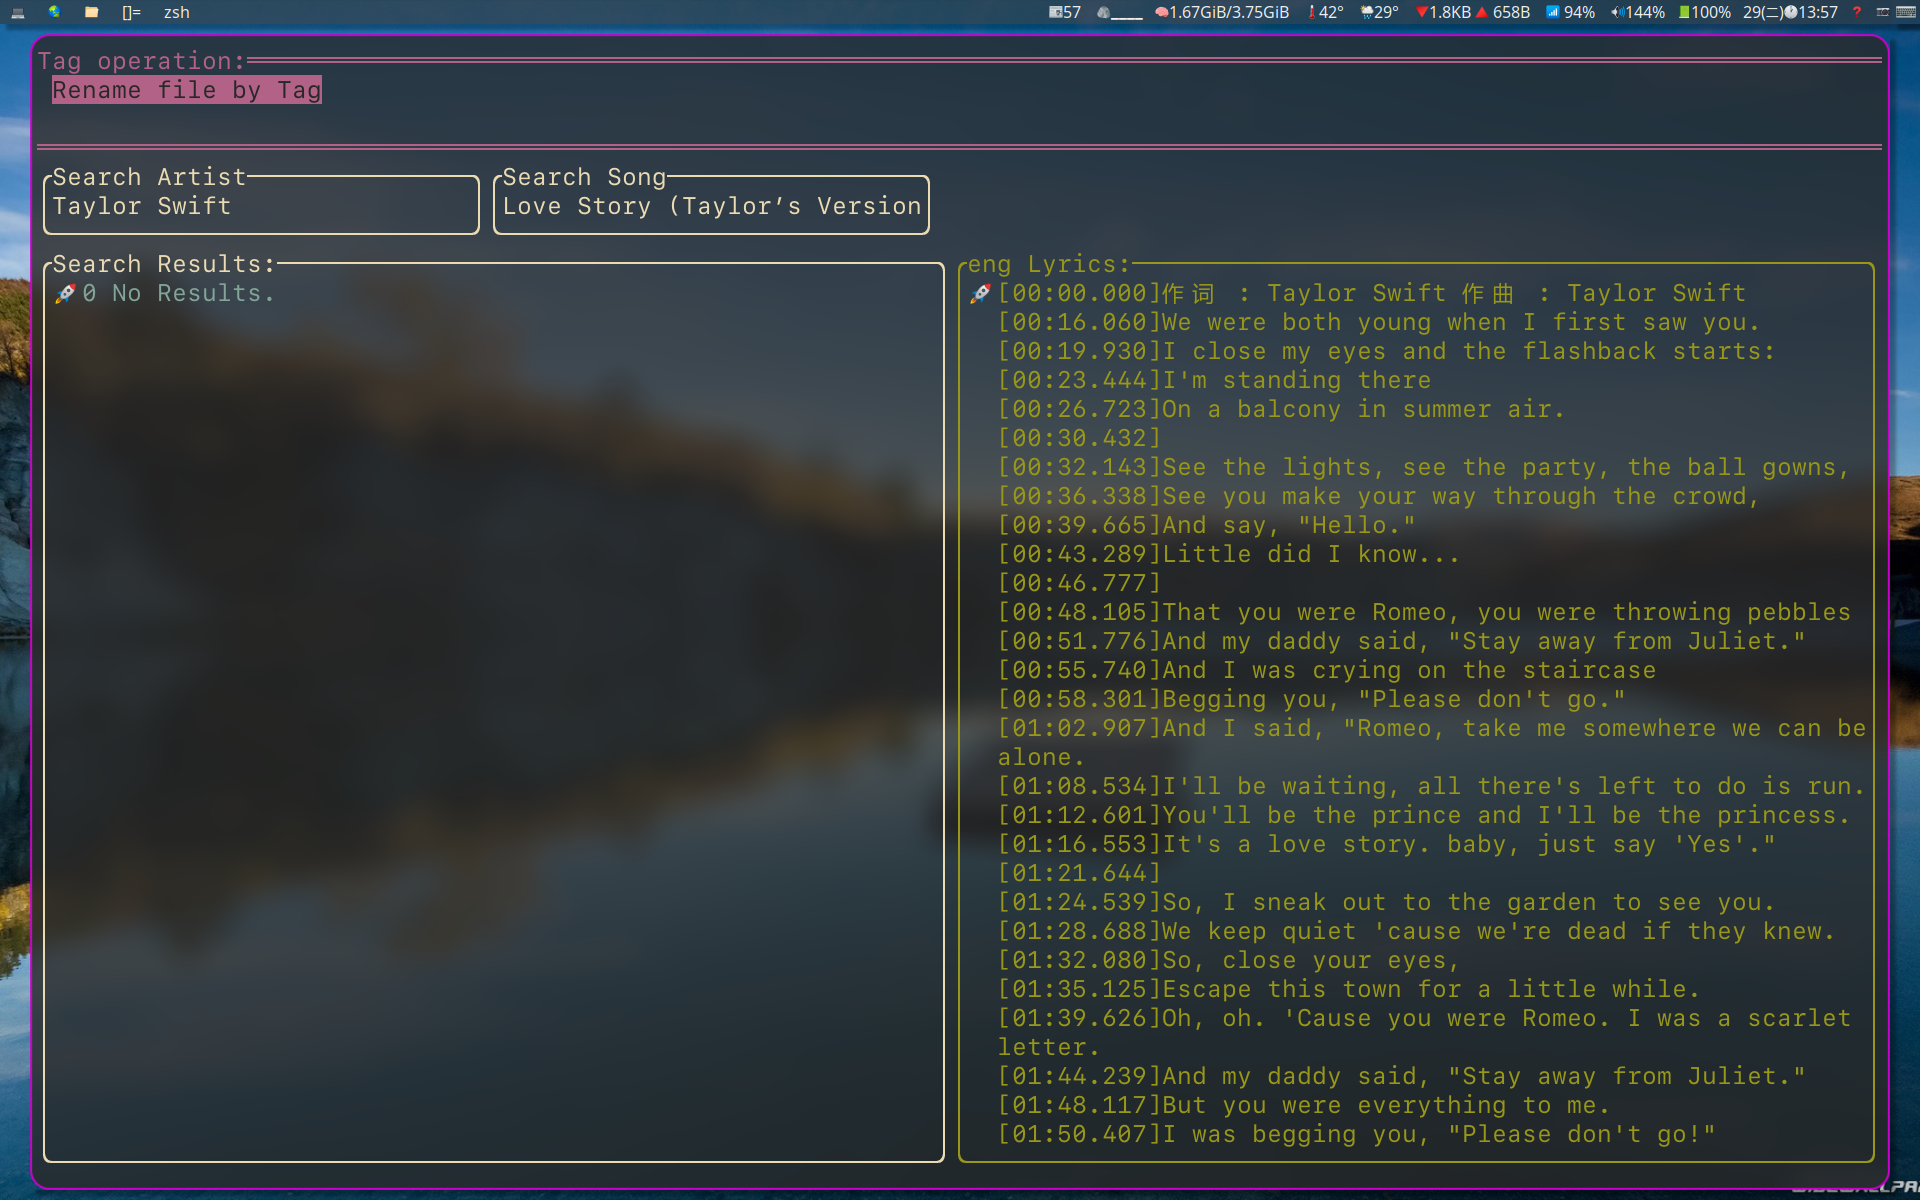 []= zsh 57 1.67GiB/3.75GiB 42° 29° 1.8KB 658B 94% 144% 100% 29(二) 13:57 ?
Tag operation:
Rename file by Tag
Search Artist
Taylor Swift
Search Song
Love Story (Taylor’s Version
Search Results:
0 No Results.
eng Lyrics:
[00:00.000]作词 : Taylor Swift 作曲 : Taylor Swift
[00:16.060]We were both young when I first saw you.
[00:19.930]I close my eyes and the flashback starts:
[00:23.444]I'm standing there
[00:26.723]On a balcony in summer air.
[00:30.432]
[00:32.143]See the lights, see the party, the ball gowns,
[00:36.338]See you make your way through the crowd,
[00:39.665]And say, "Hello."
[00:43.289]Little did I know...
[00:46.777]
[00:48.105]That you were Romeo, you were throwing pebbles
[00:51.776]And my daddy said, "Stay away from Juliet."
[00:55.740]And I was crying on the staircase
[00:58.301]Begging you, "Please don't go."
[01:02.907]And I said, "Romeo, take me somewhere we can be
alone.
[01:08.534]I'll be waiting, all there's left to do is run.
[01:12.601]You'll be the prince and I'll be the princess.
[01:16.553]It's a love story. baby, just say 'Yes'."
[01:21.644]
[01:24.539]So, I sneak out to the garden to see you.
[01:28.688]We keep quiet 'cause we're dead if they knew.
[01:32.080]So, close your eyes,
[01:35.125]Escape this town for a little while.
[01:39.626]Oh, oh. 'Cause you were Romeo. I was a scarlet
letter.
[01:44.239]And my daddy said, "Stay away from Juliet."
[01:48.117]But you were everything to me.
[01:50.407]I was begging you, "Please don't go!"